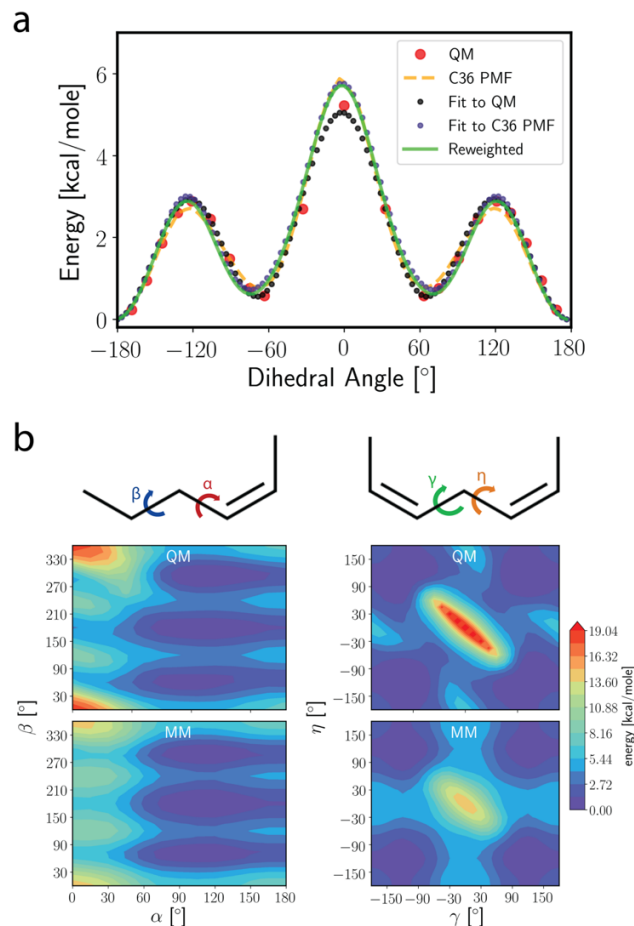 a
Energy [kcal/mole]
6
4
2
0
QM
C36 PMF
Fit to QM
Fit to C36 PMF
Reweighted
−180 −120 −60 0 60 120 180
Dihedral Angle [°]
b
β α γ η
QM QM
330
270
210
150
90
30
150
90
30
−30
−90
−150
β [°] η [°]
MM MM
330
270
210
150
90
30
150
90
30
−30
−90
−150
19.04
16.32
13.60
10.88
8.16
5.44
2.72
0.00
energy [kcal/mole]
0 30 60 90 120 150 180 −150 −90 −30 30 90 150
α [°] γ [°]